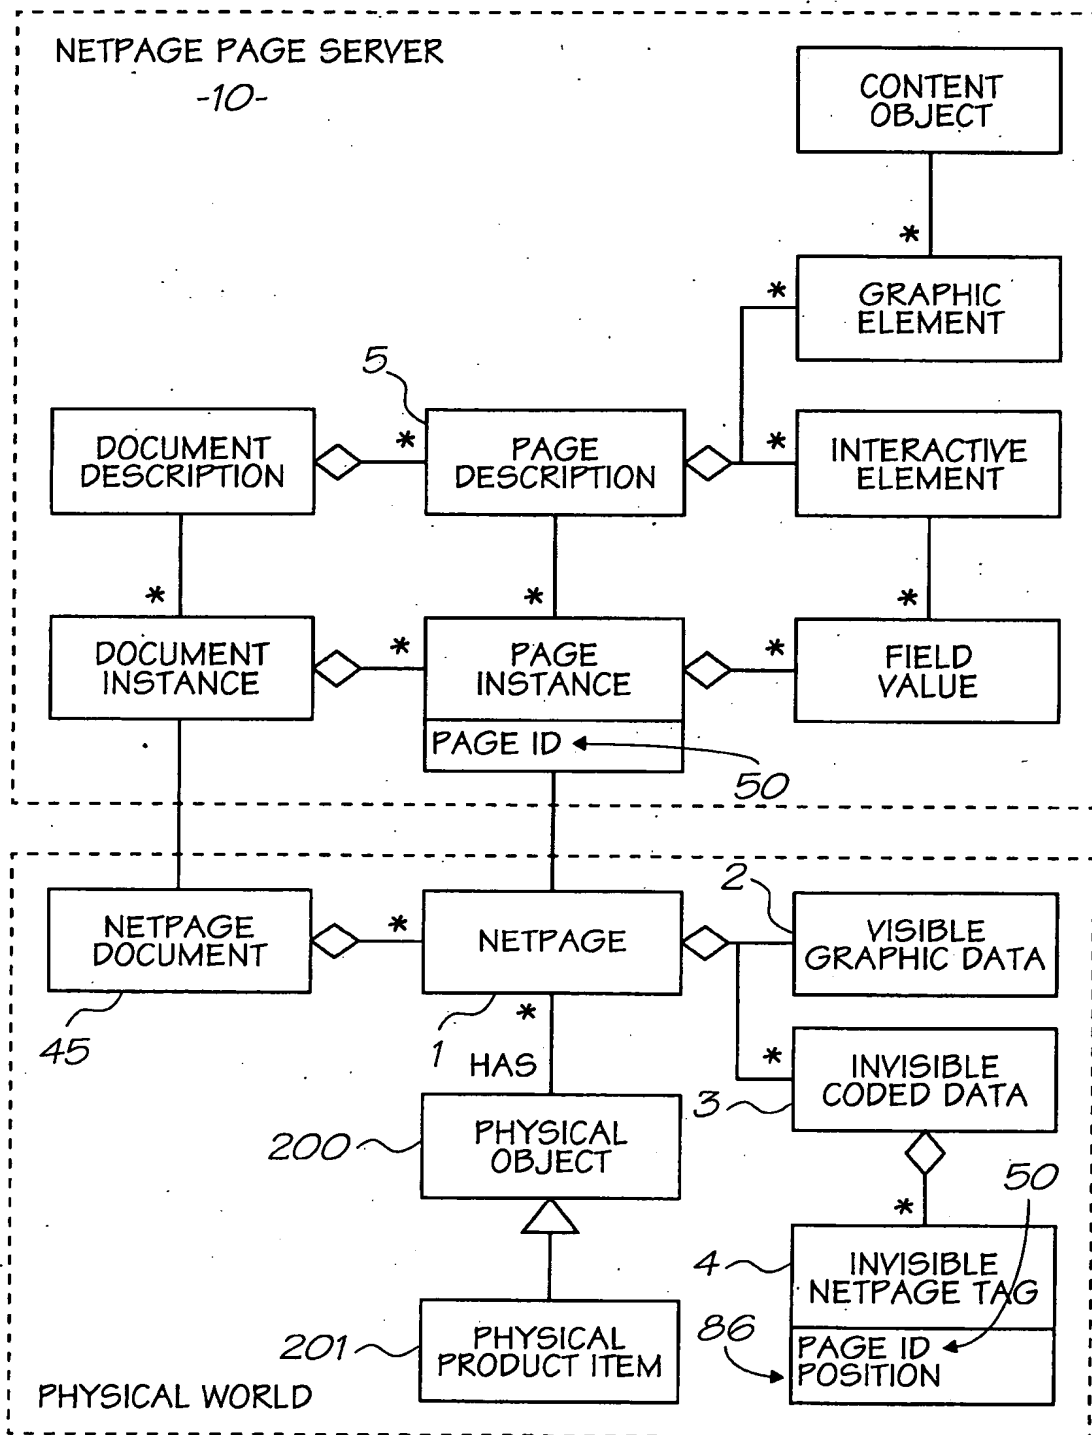 NETPAGE PAGE SERVER
-10-
CONTENT
OBJECT
*
*
GRAPHIC
ELEMENT
5
DOCUMENT
DESCRIPTION
*
PAGE
DESCRIPTION
*
INTERACTIVE
ELEMENT
*
*
*
DOCUMENT
INSTANCE
*
PAGE
INSTANCE
*
FIELD
VALUE
PAGE ID
50
2
NETPAGE
DOCUMENT
*
NETPAGE
VISIBLE
GRAPHIC DATA
45
1
*
HAS
*
3
INVISIBLE
CODED DATA
200
PHYSICAL
OBJECT
50
*
4
INVISIBLE
NETPAGE TAG
86
PAGE ID
POSITION
201
PHYSICAL
PRODUCT ITEM
PHYSICAL WORLD